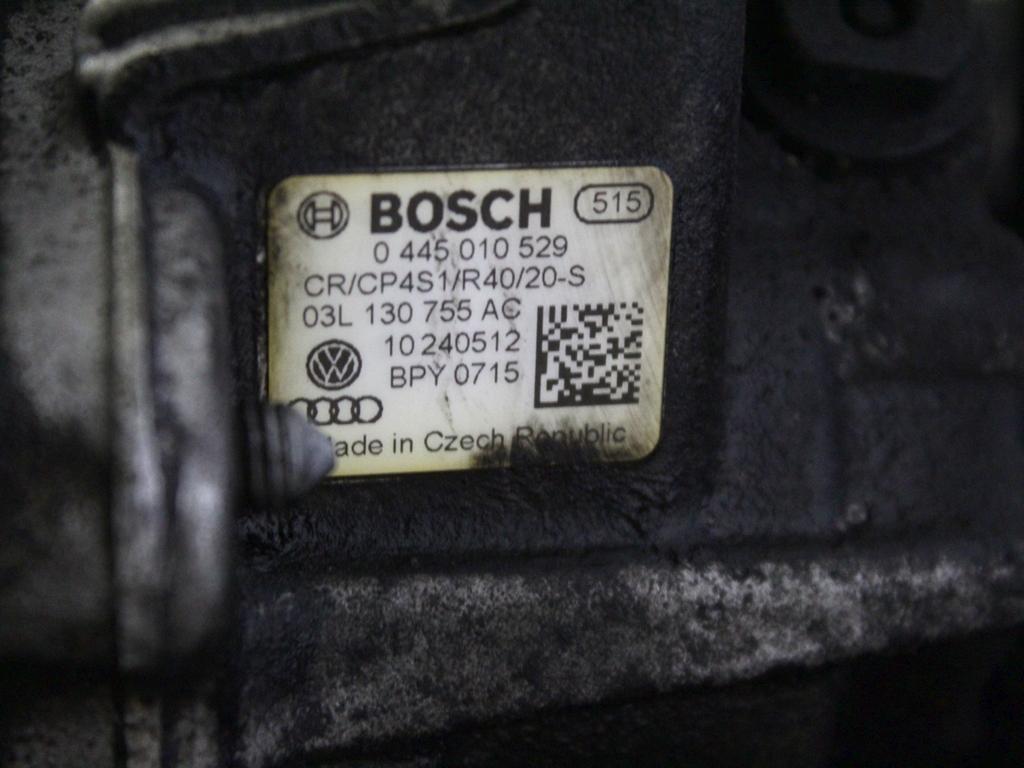 BOSCH 515
0 445 010 529
CR/CP4S1/R40/20-S
03L 130 755 AC
10 240512
BPY 0715
Made in Czech Republic